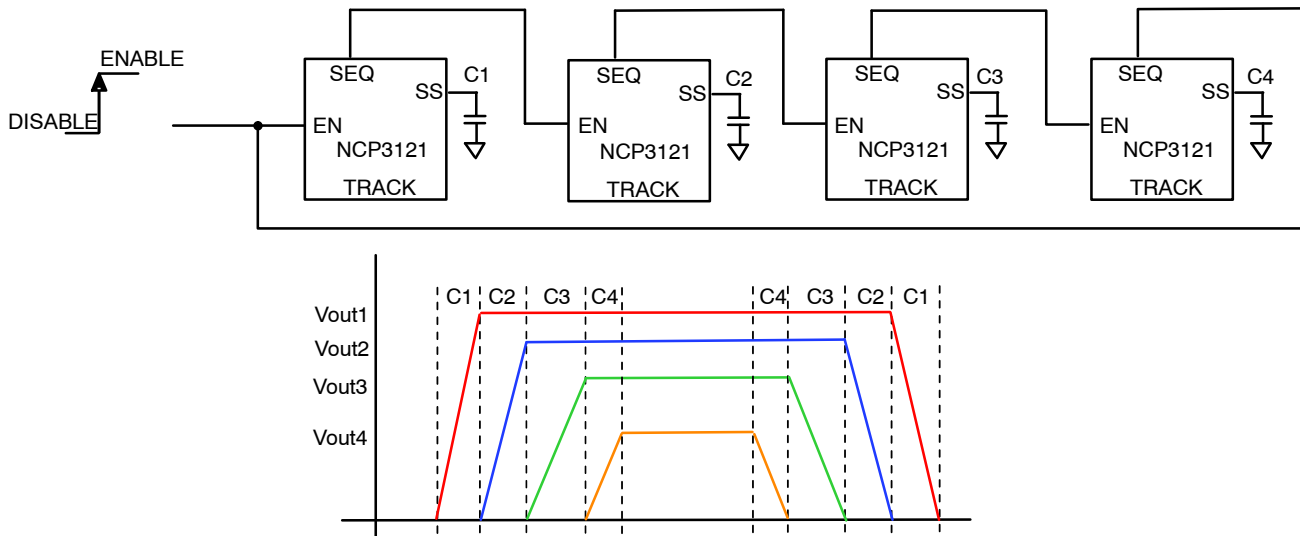 ENABLE
DISABLE
SEQ
C1
SS
EN
NCP3121
TRACK
SEQ
C2
SS
EN
NCP3121
TRACK
SEQ
C3
SS
EN
NCP3121
TRACK
SEQ
C4
SS
EN
NCP3121
TRACK
C1 C2 C3 C4 C4 C3 C2 C1
Vout1
Vout2
Vout3
Vout4